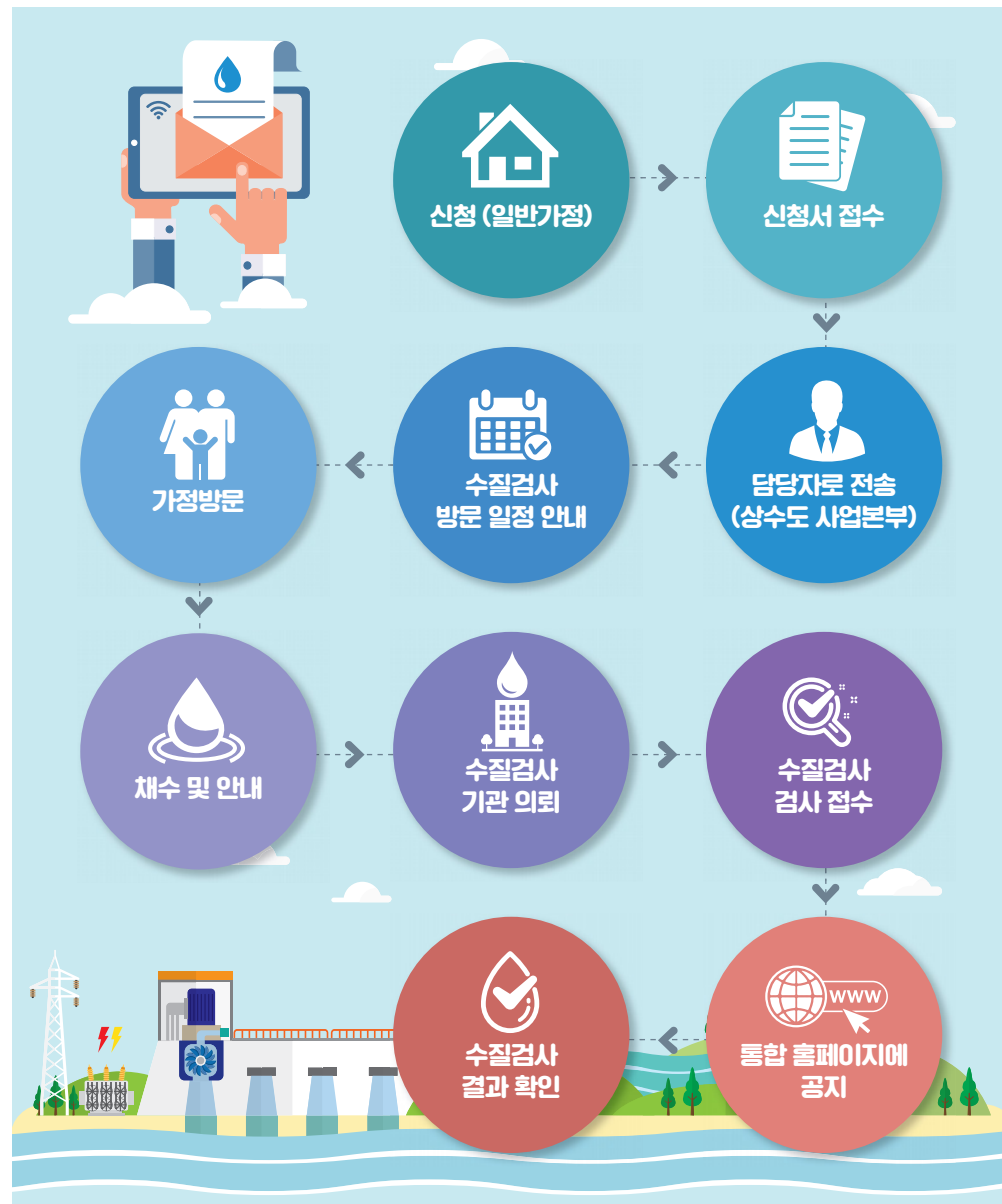 신청 (일반가정)
신청서 접수
담당자로 전송
(상수도 사업본부)
수질검사
방문 일정 안내
가정방문
채수 및 안내
수질검사
기관 의뢰
수질검사
검사 접수
WWW
통합 홈페이지에
공지
수질검사
결과 확인